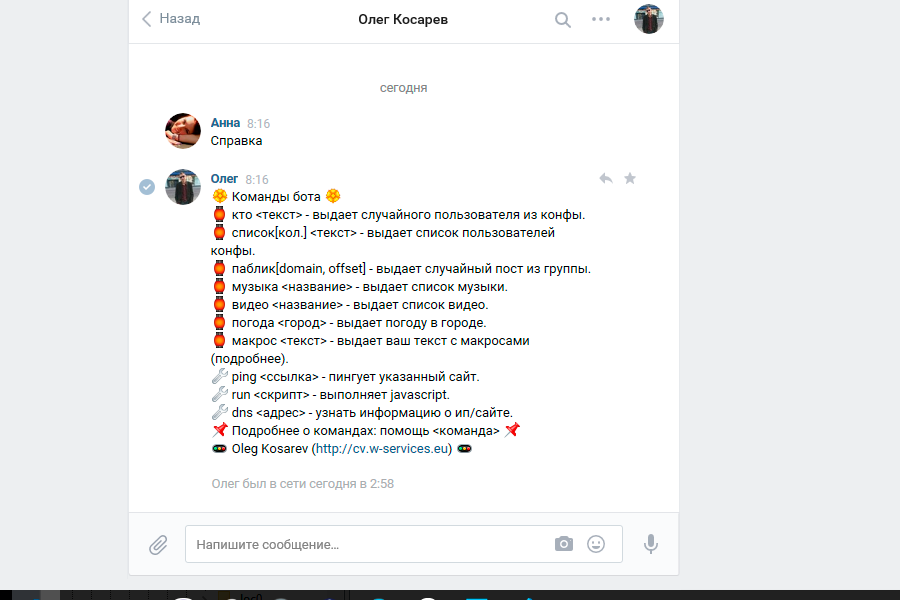 Назад
Олег Косарев
сегодня
Анна 8:16
Справка
Олег 8:16
Команды бота
кто <текст> - выдает случайного пользователя из конфы.
список[кол.] <текст> - выдает список пользователей
конфы.
паблик[domain, offset] - выдает случайный пост из группы.
музыка <название> - выдает список музыки.
видео <название> - выдает список видео.
погода <город> - выдает погоду в городе.
макрос <текст> - выдает ваш текст с макросами
(подробнее).
ping <ссылка> - пингует указанный сайт.
run <скрипт> - выполняет javascript.
dns <адрес> - узнать информацию о ип/сайте.
Подробнее о командах: помощь <команда>
Oleg Kosarev (http://cv.w-services.eu)
Олег был в сети сегодня в 2:58
Напишите сообщение...